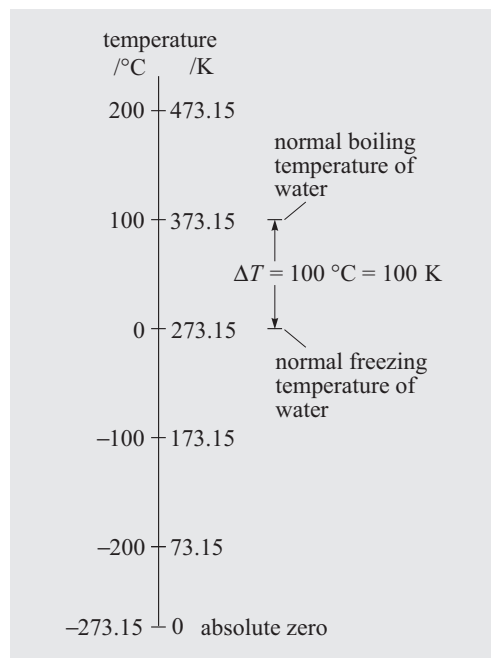 temperature
/°C /K
200 473.15
normal boiling
temperature of
water
100 373.15
ΔT = 100 °C = 100 K
0 273.15
normal freezing
temperature of
water
–100 173.15
–200 73.15
–273.15 0 absolute zero